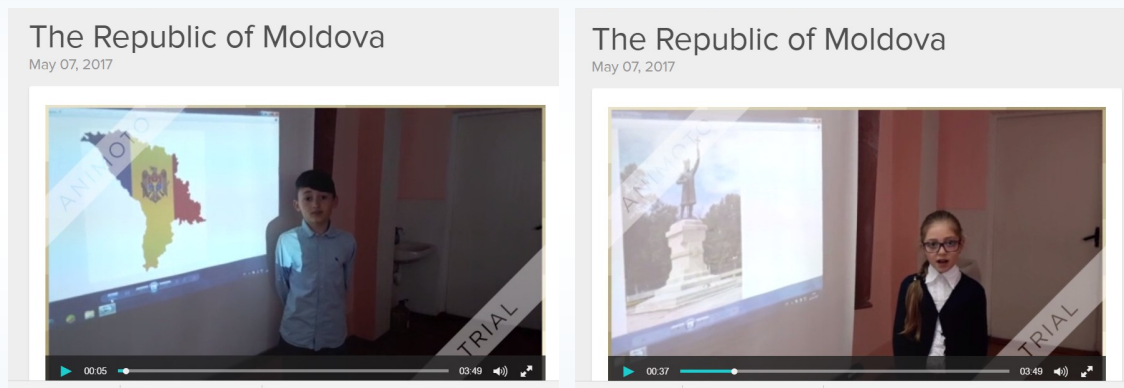 The Republic of Moldova
May 07, 2017
ANIMOTO
TRIAL
00:05
03:49
The Republic of Moldova
May 07, 2017
ANIMOTO
TRIAL
00:37
03:49